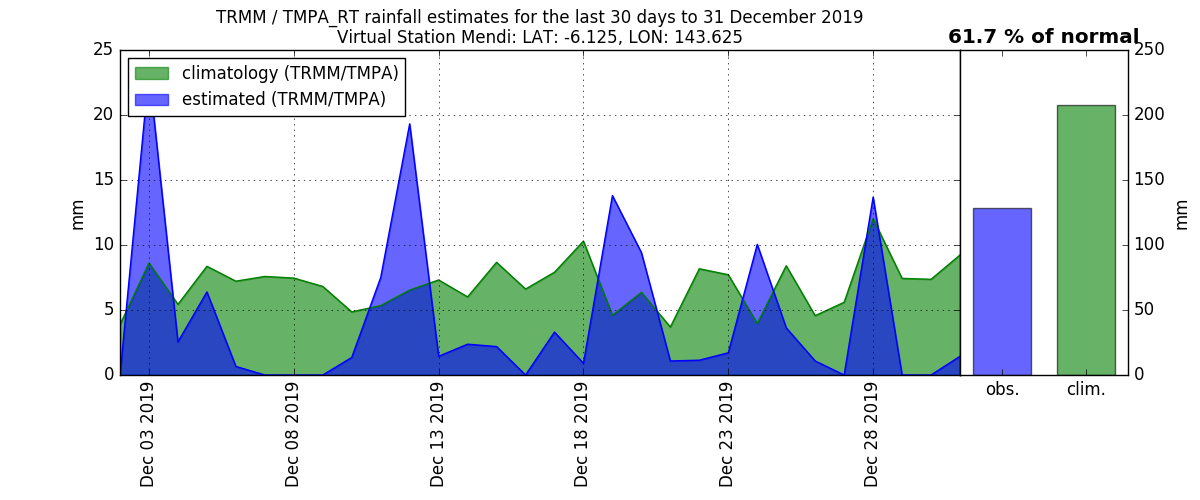 TRMM / TMPA_RT rainfall estimates for the last 30 days to 31 December 2019
Virtual Station Mendi: LAT: -6.125, LON: 143.625
61.7 % of normal
climatology (TRMM/TMPA)
estimated (TRMM/TMPA)
25
20
15
10
5
0
mm
Dec 03 2019
Dec 08 2019
Dec 13 2019
Dec 18 2019
Dec 23 2019
Dec 28 2019
obs.
clim.
250
200
150
100
50
0
mm